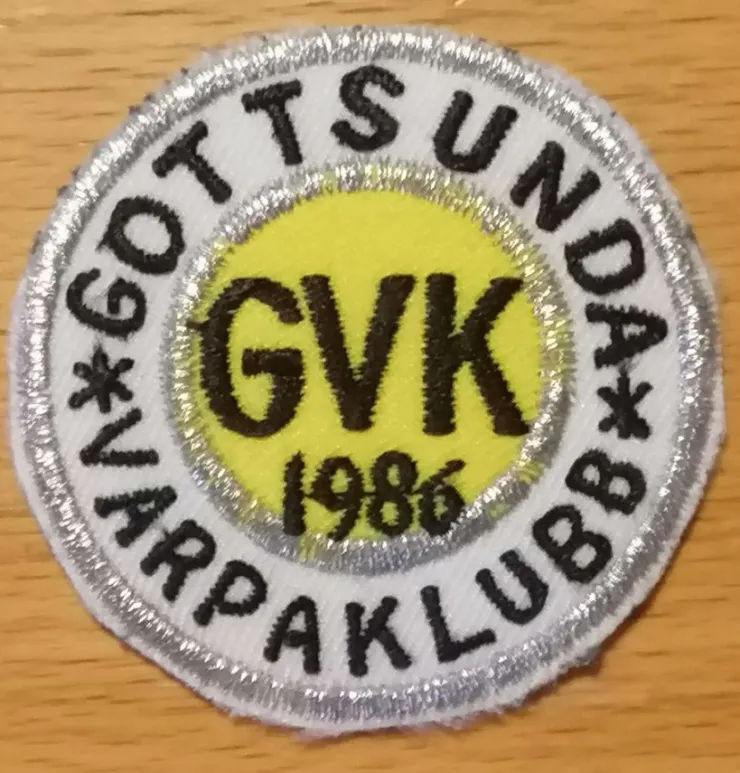 GOTTSUNDA
GVK
1986
*VARPAKLUBB*